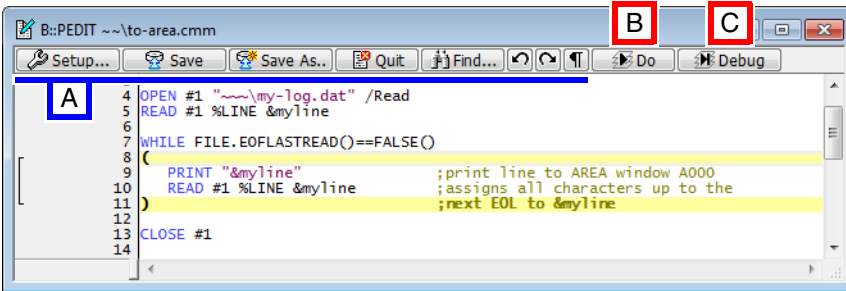 B
C
B::PEDIT ~~\to-area.cmm
Setup... Save Save As.. Quit Find... ¶ Do Debug
A
4 OPEN #1 "~~~\my-log.dat" /Read
5 READ #1 %LINE &myline
6
7 WHILE FILE.EOFLASTREAD()==FALSE()
8 (
9 PRINT "&myline" ;print line to AREA window A000
10 READ #1 %LINE &myline ;assigns all characters up to the
11 ) ;next EOL to &myline
12
13 CLOSE #1
14